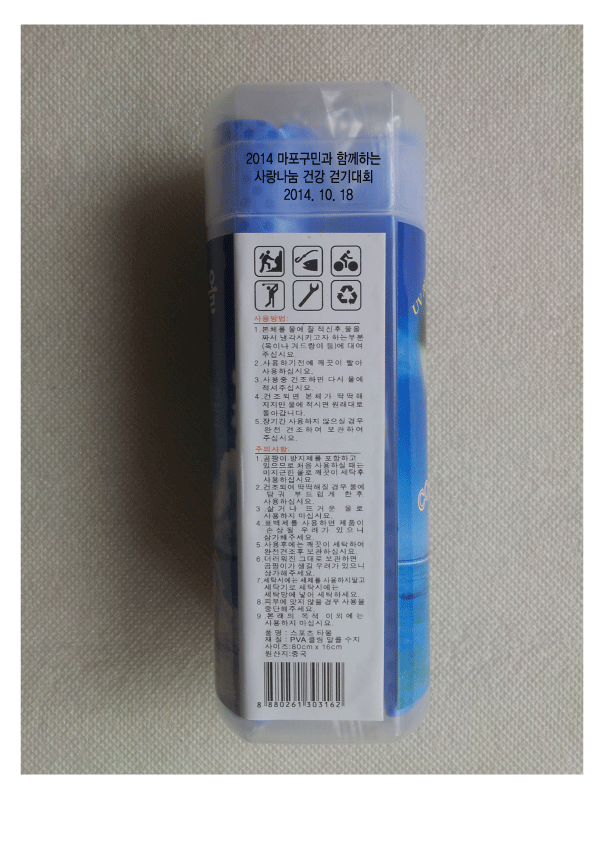 2014 마포구민과 함께하는
사랑나눔 건강 걷기대회
2014. 10. 18
사용방법:
1.본체를 물에 잘 적신후 물을
짜서 냉각시키고자 하는부분
(목이나 겨드랑이 등)에 대여
주십시요.
2.사용하기전에 깨끗이 빨아
사용하십시요.
3.사용중 건조하면 다시 물에
적셔주십시요.
4.건조되면 본체가 딱딱해
지지만 물에 적시면 원래대로
돌아갑니다.
5.장기간 사용하지 않으실 경우
완전 건조하여 보관하여
주십시요.
주의사항:
1.곰팡이 방지제를 포함하고
있으므로 처음 사용하실 때는
미지근한 물로 깨끗이 세탁후
사용하십시요
2.건조되어 딱딱해질 경우 물에
담궈 부드럽게 한후
사용하십시요.
3.삶거나 뜨거운 물로
사용하지 마십시요.
4.표백세를 사용하면 제품이
손상될 우려가 있으니
삼가해주세요.
5.사용후에는 깨끗이 세탁하여
완전건조후 보관하십시요.
6.더러워진 그대로 보관하면
곰팡이가 생길 우려가 있으니
삼가해주세요.
7.세탁시에는 세제를 사용하지말고
세탁기로 세탁시에는
세탁망에 넣어 세탁하세요.
8.피부에 맞지 않을 경우 사용을
중단해주세요.
9.본래의 목적 이외에는
사용하지 마십시요.
품 명 : 스포츠 타올
재 질 : PVA 쿨링 알플 수지
사이즈:80cm x 16cm
원산지:중국
8 880261 303162
UV